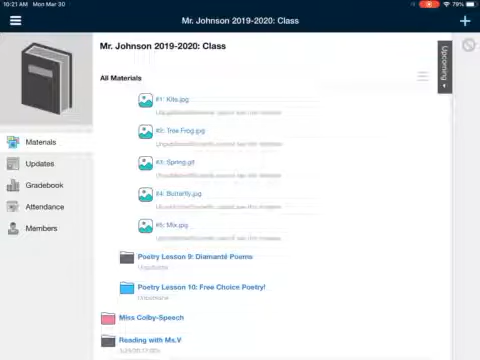 10:21 AM Mon Mar 30
79%
Mr. Johnson 2019-2020: Class
Mr. Johnson 2019-2020: Class
Upcoming
All Materials
#1: Kite.jpg
#2: Tree Frog.jpg
#3: Spring.gif
#4: Butterfly.jpg
#5: Mix.jpg
Poetry Lesson 9: Diamanté Poems
Poetry Lesson 10: Free Choice Poetry!
Miss Colby-Speech
Reading with Ms.V
Materials
Updates
Gradebook
Attendance
Members